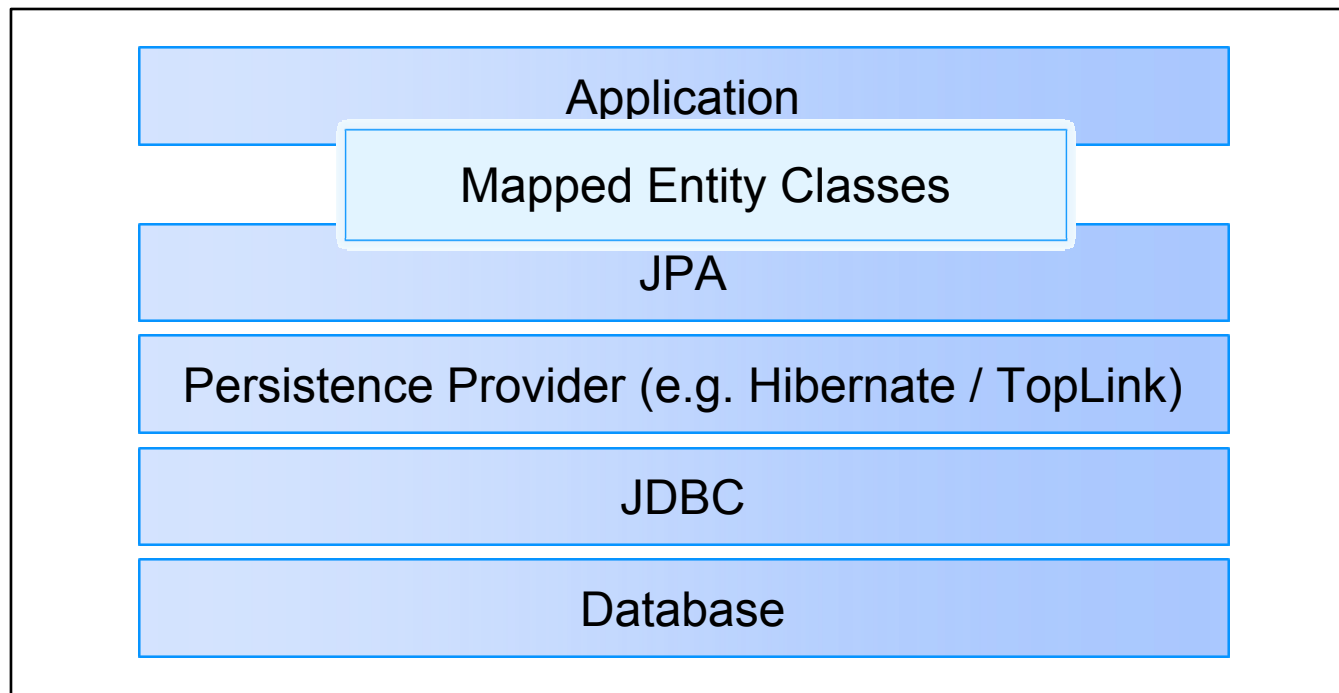 Application
Mapped Entity Classes
JPA
Persistence Provider (e.g. Hibernate / TopLink)
JDBC
Database